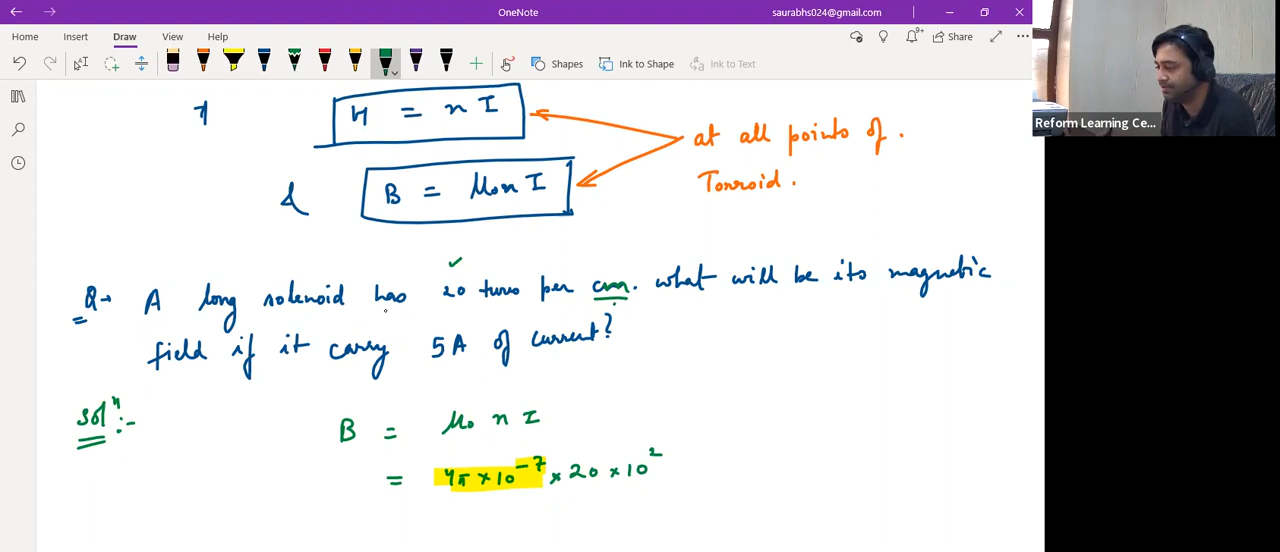 OneNote
saurabhs024@gmail.com
Home Insert Draw View Help
Share
Shapes
Ink to Shape
Ink to Text
Reform Learning Ce...
H = n I
& B = μ₀ n I
at all points of.
Torroid.
Q→ A long solenoid has 20 turns per cm. what will be its magnetic
field if it carry 5A of current?
Solⁿ:-
B = μ₀ n I
= 4π × 10⁻⁷ × 20 × 10²